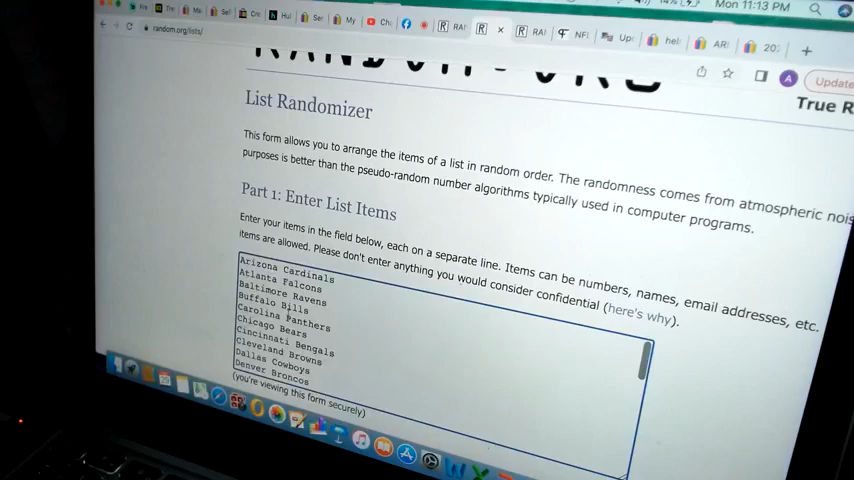 Mon 11:13 PM
random.org/lists/
Update
True R
List Randomizer
This form allows you to arrange the items of a list in random order. The randomness comes from atmospheric nois
purposes is better than the pseudo-random number algorithms typically used in computer programs.
Part 1: Enter List Items
Enter your items in the field below, each on a separate line. Items can be numbers, names, email addresses, etc.
items are allowed. Please don't enter anything you would consider confidential (here's why).
Arizona Cardinals
Atlanta Falcons
Baltimore Ravens
Buffalo Bills
Carolina Panthers
Chicago Bears
Cincinnati Bengals
Cleveland Browns
Dallas Cowboys
Denver Broncos
(you're viewing this form securely)